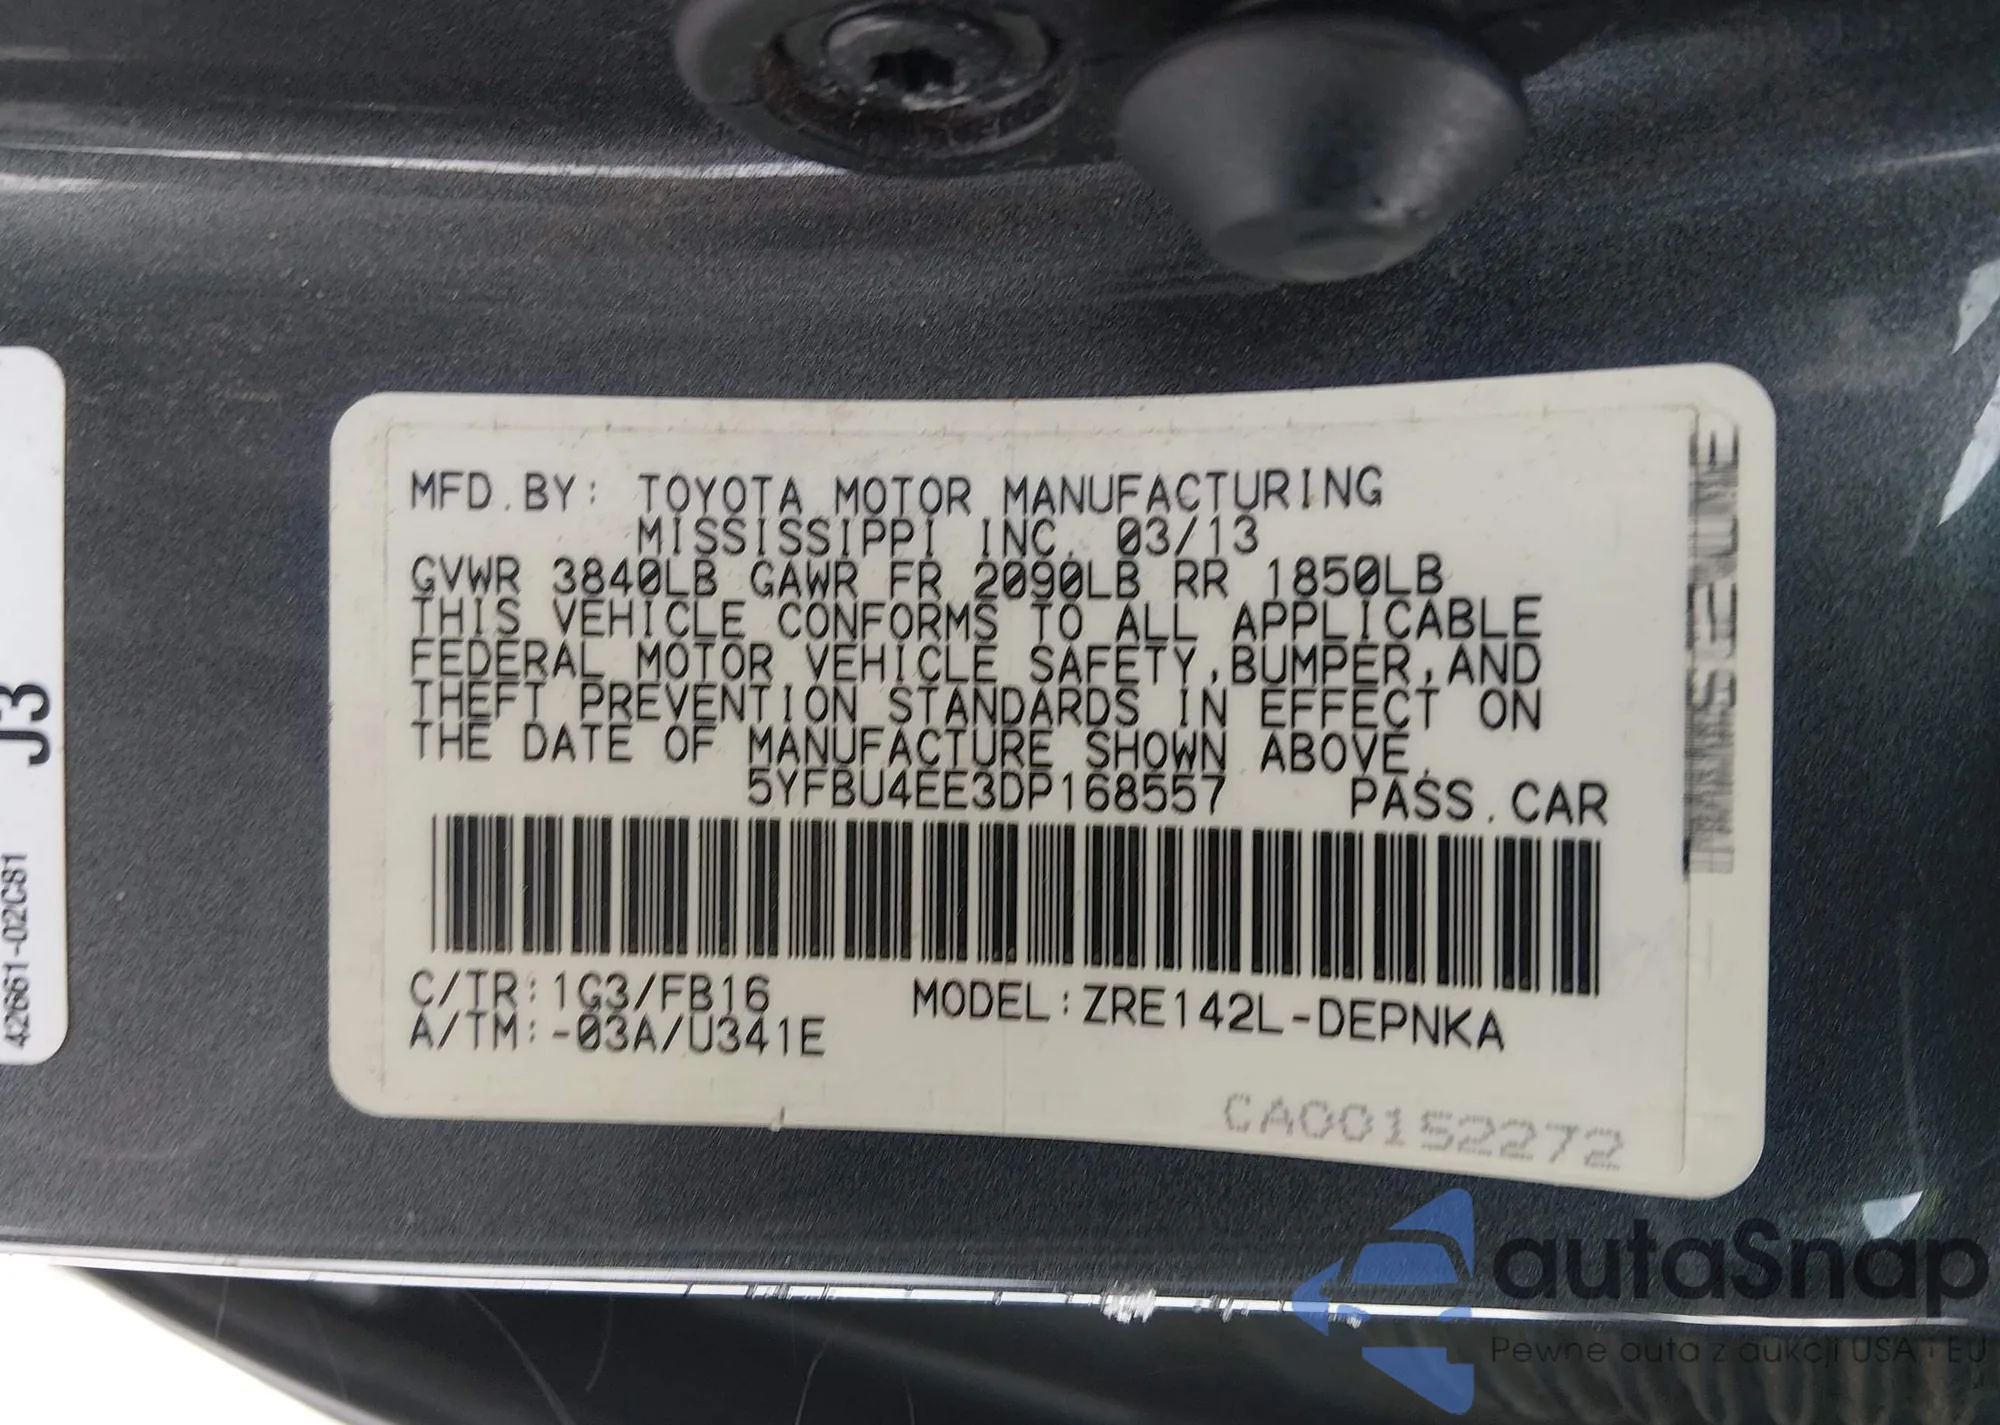 MFD.BY: TOYOTA MOTOR MANUFACTURING
MISSISSIPPI INC. 03/13
GVWR 3840LB GAWR FR 2090LB RR 1850LB
THIS VEHICLE CONFORMS TO ALL APPLICABLE
FEDERAL MOTOR VEHICLE SAFETY,BUMPER,AND
THEFT PREVENTION STANDARDS IN EFFECT ON
THE DATE OF MANUFACTURE SHOWN ABOVE.
5YFBU4EE3DP168557 PASS.CAR
C/TR:1G3/FB16 MODEL:ZRE142L-DEPNKA
A/TM:-03A/U341E
CA00152272
J3
42661-02C81
autaSnap
Pewne auta z aukcji USA i EU